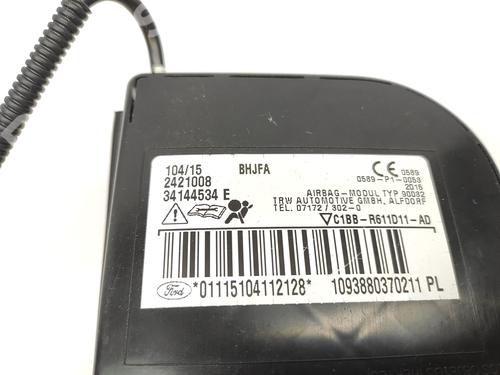 104/15 BHJFA
2421008
34144534 E
CE 0589
0589-P1-0053
2015
AIRBAG-MODUL TYP 90032
TRW AUTOMOTIVE GMBH, ALFDORF
TEL. 07172 / 302-0
C1BB - R611D11 - AD
Ford
*01115104112128* 1093880370211 PL